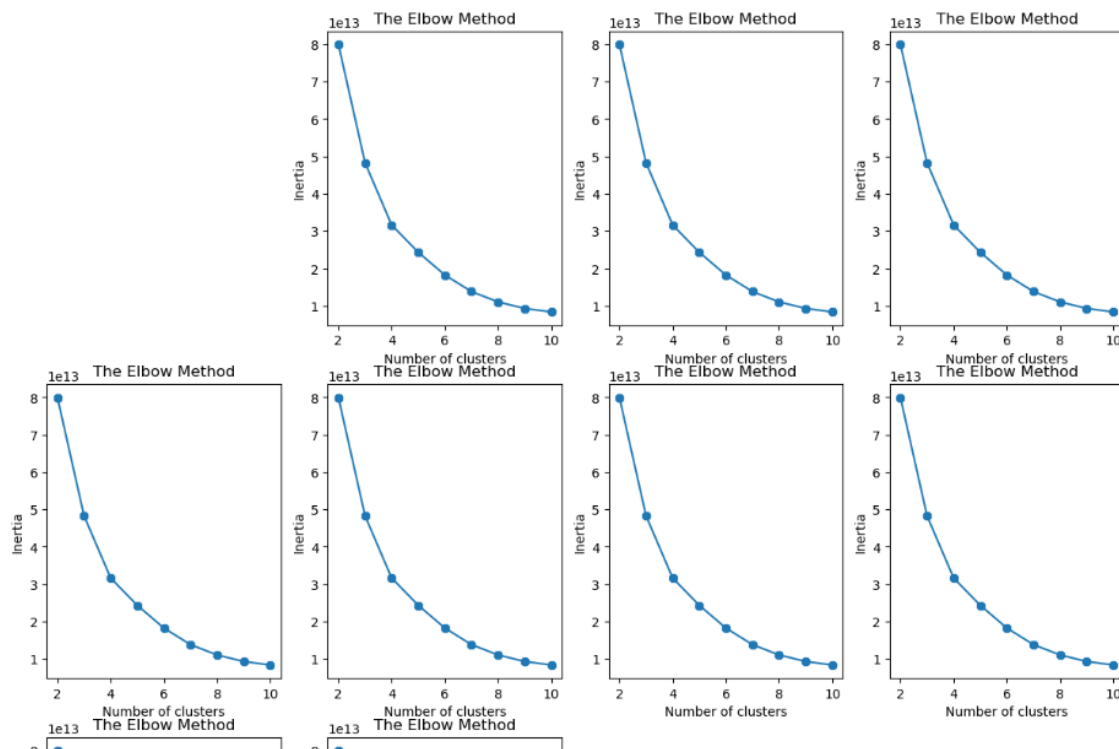 The Elbow Method The Elbow Method The Elbow Method
1e13 1e13 1e13
8 8 8
7 7 7
6 6 6
5 5 5
4 4 4
3 3 3
2 2 2
1 1 1
Inertia Inertia Inertia
2 4 6 8 10 2 4 6 8 10 2 4 6 8 10
Number of clusters Number of clusters Number of clusters
The Elbow Method The Elbow Method The Elbow Method The Elbow Method
1e13 1e13 1e13 1e13
8 8 8 8
7 7 7 7
6 6 6 6
5 5 5 5
4 4 4 4
3 3 3 3
2 2 2 2
1 1 1 1
Inertia Inertia Inertia Inertia
2 4 6 8 10 2 4 6 8 10 2 4 6 8 10 2 4 6 8 10
Number of clusters Number of clusters Number of clusters Number of clusters
The Elbow Method The Elbow Method
1e13 1e13